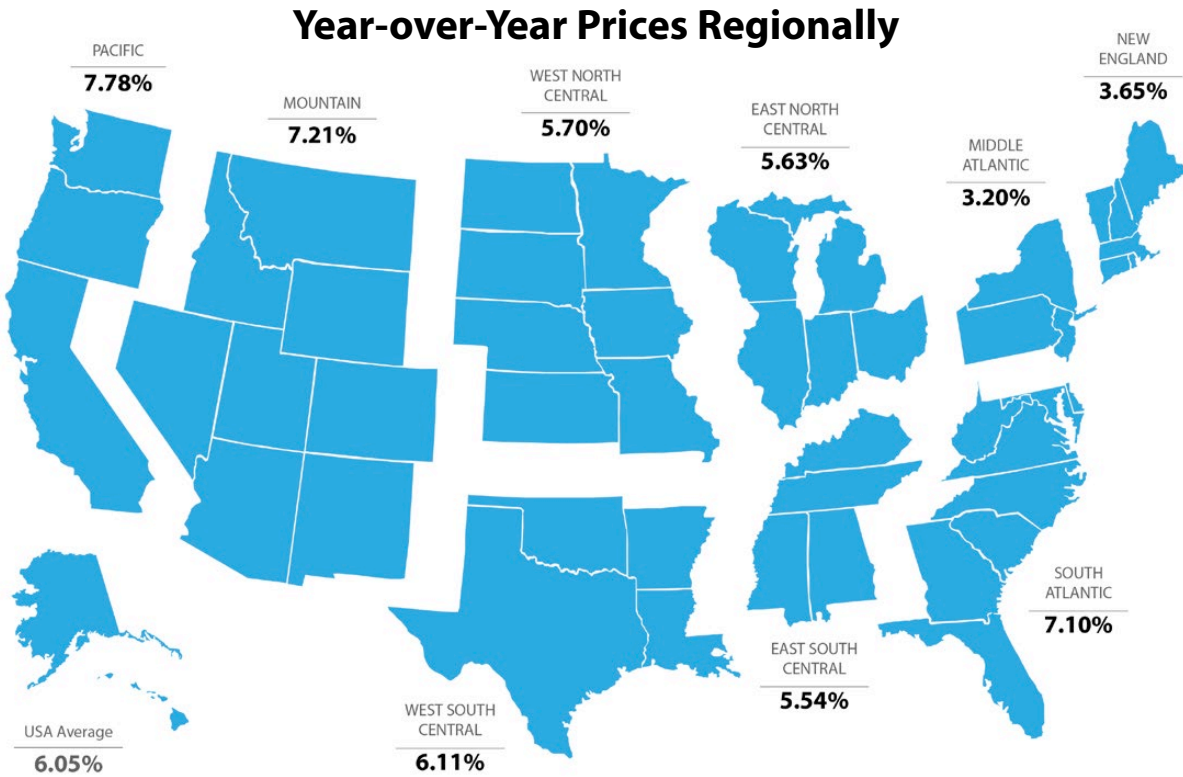 Year-over-Year Prices Regionally
PACIFIC
7.78%
MOUNTAIN
7.21%
WEST NORTH
CENTRAL
5.70%
EAST NORTH
CENTRAL
5.63%
MIDDLE
ATLANTIC
3.20%
NEW
ENGLAND
3.65%
SOUTH
ATLANTIC
7.10%
EAST SOUTH
CENTRAL
5.54%
WEST SOUTH
CENTRAL
6.11%
USA Average
6.05%